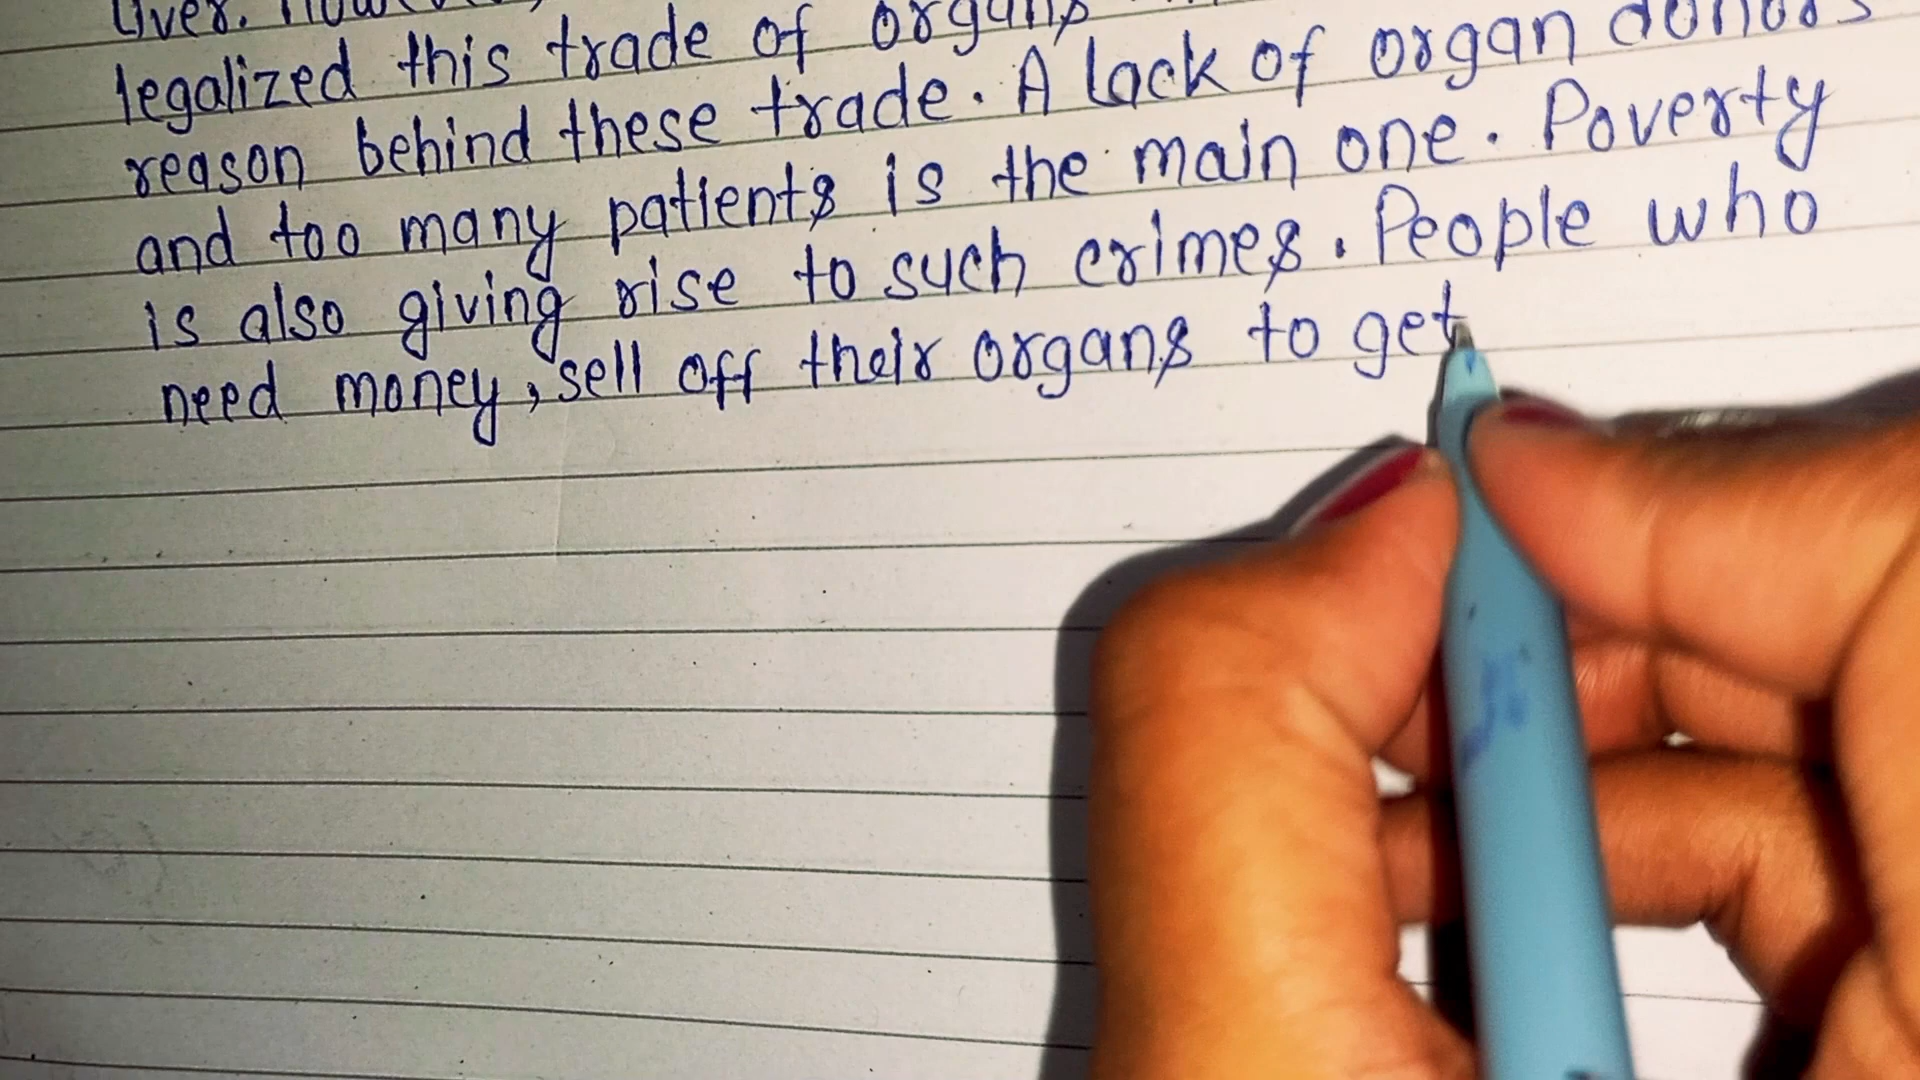 liver.
legalized this trade of organs
reason behind these trade. A lack of organ donors
and too many patients is the main one. Poverty
is also giving rise to such crimes. People who
need money, sell off their organs to get